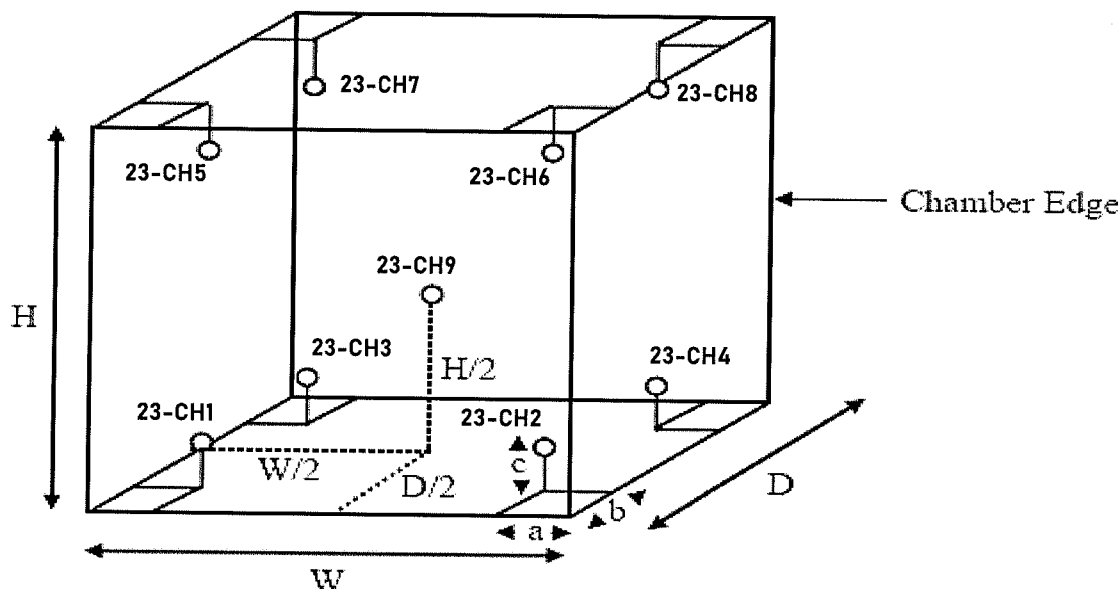 23-CH7
23-CH8
23-CH5
23-CH6
Chamber Edge
23-CH9
H
23-CH3
23-CH4
H/2
23-CH1
23-CH2
c
W/2
D/2
D
b
a
W